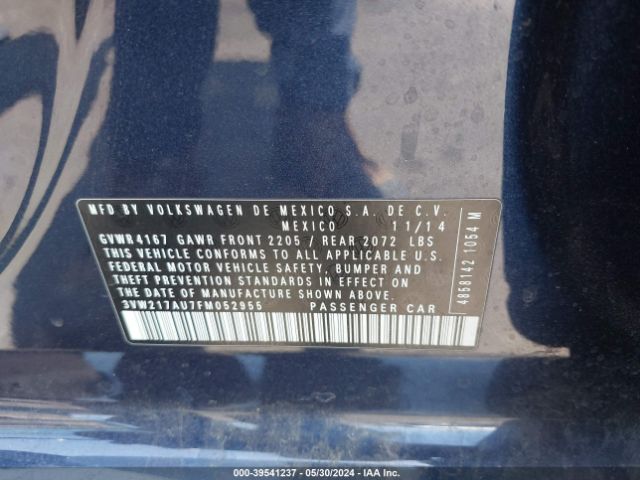 MFD BY VOLKSWAGEN DE MEXICO S.A. DE C.V.
MEXICO 11/14
GVWR4167 GAWR FRONT 2205 / REAR 2072 LBS
THIS VEHICLE CONFORMS TO ALL APPLICABLE U.S.
FEDERAL MOTOR VEHICLE SAFETY, BUMPER AND
THEFT PREVENTION STANDARDS IN EFFECT ON
THE DATE OF MANUFACTURE SHOWN ABOVE.
3VW217AU7FM052955 PASSENGER CAR
4858142 1054 M
000-39541237 - 05/30/2024 - IAA Inc.